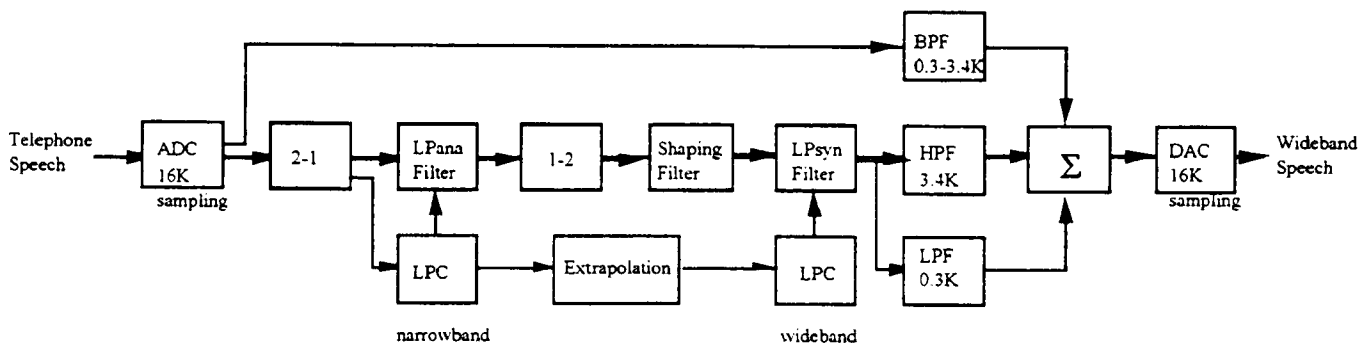 BPF
0.3-3.4K
Telephone
Speech
ADC
16K
sampling
2-1
LPana
Filter
1-2
Shaping
Filter
LPsyn
Filter
HPF
3.4K
Σ
DAC
16K
sampling
Wideband
Speech
LPC
Extrapolation
LPC
LPF
0.3K
narrowband
wideband